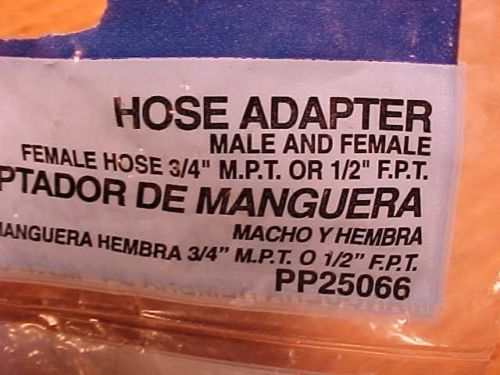 HOSE ADAPTER
MALE AND FEMALE
FEMALE HOSE 3/4" M.P.T. OR 1/2" F.P.T.
PTADOR DE MANGUERA
MACHO Y HEMBRA
MANGUERA HEMBRA 3/4" M.P.T. O 1/2" F.P.T.
PP25066